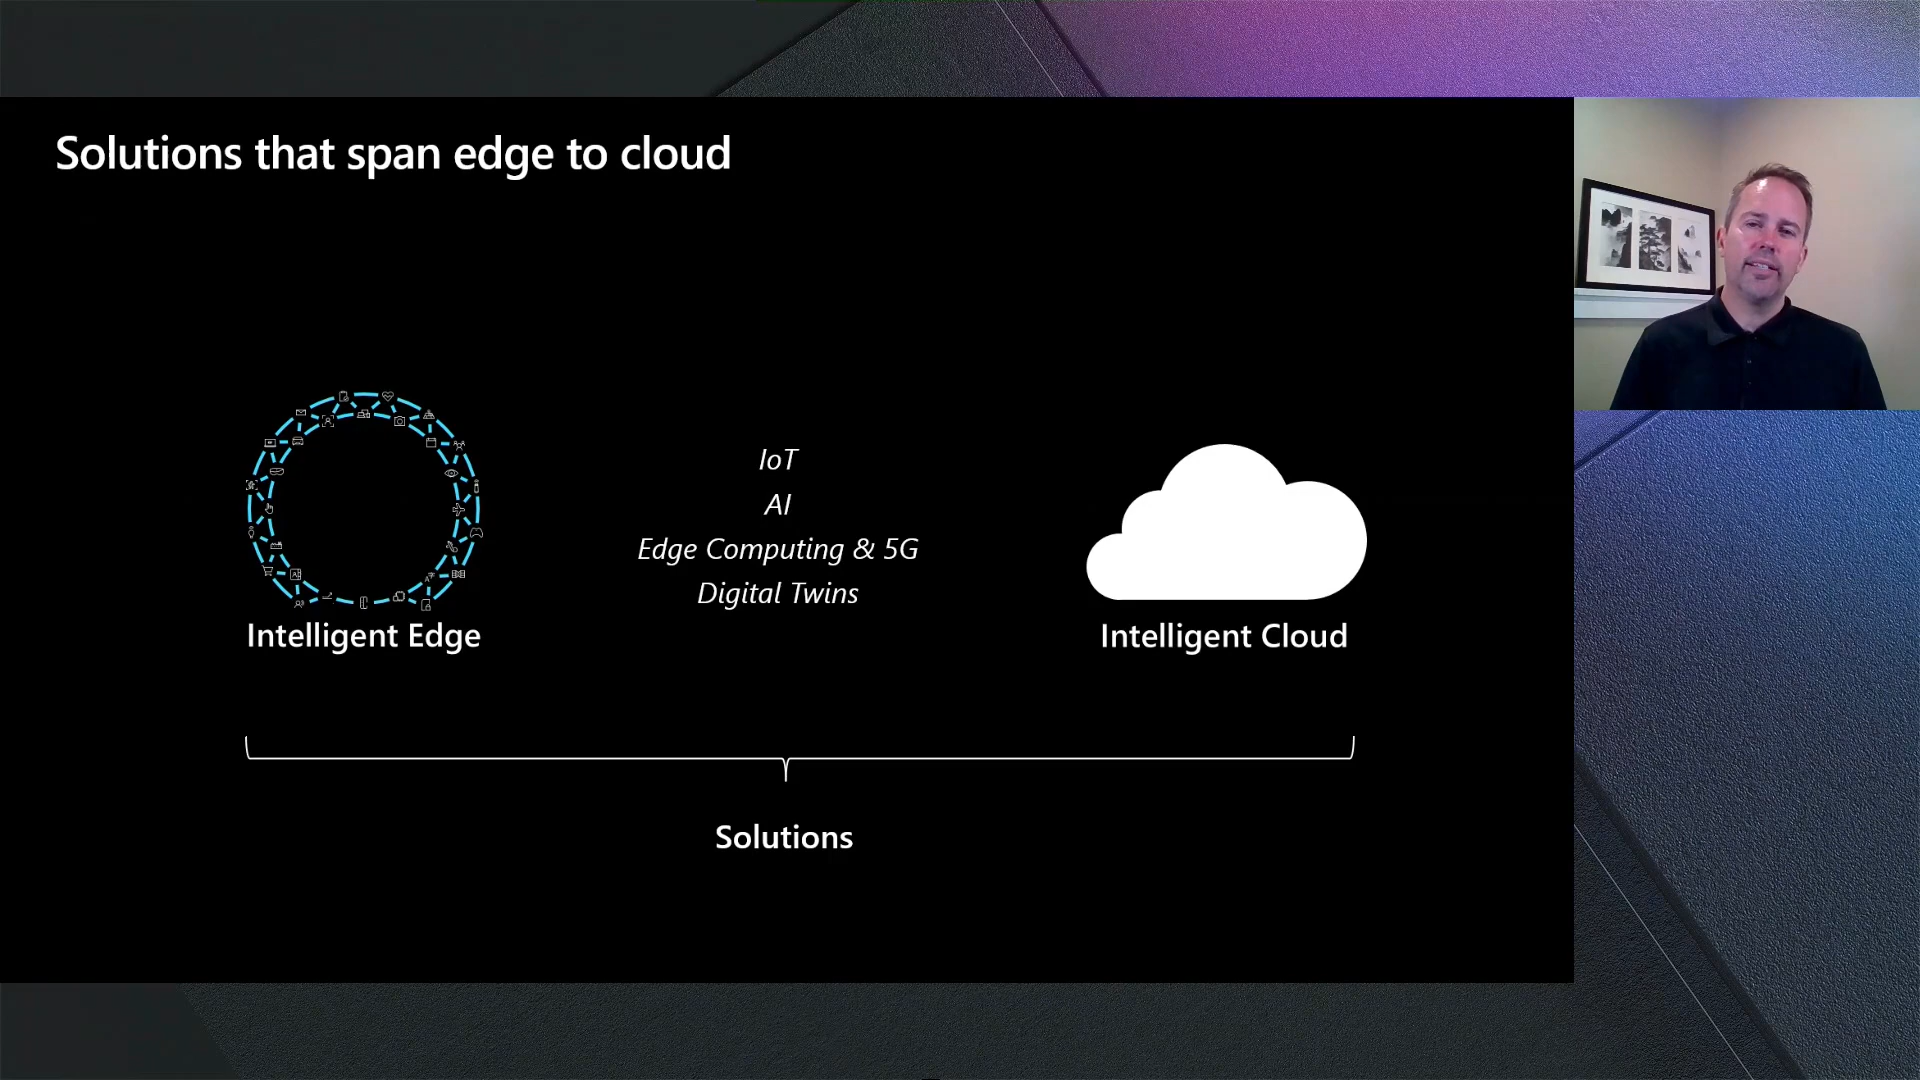 Solutions that span edge to cloud
IoT
AI
Edge Computing & 5G
Digital Twins
Intelligent Edge
Intelligent Cloud
Solutions